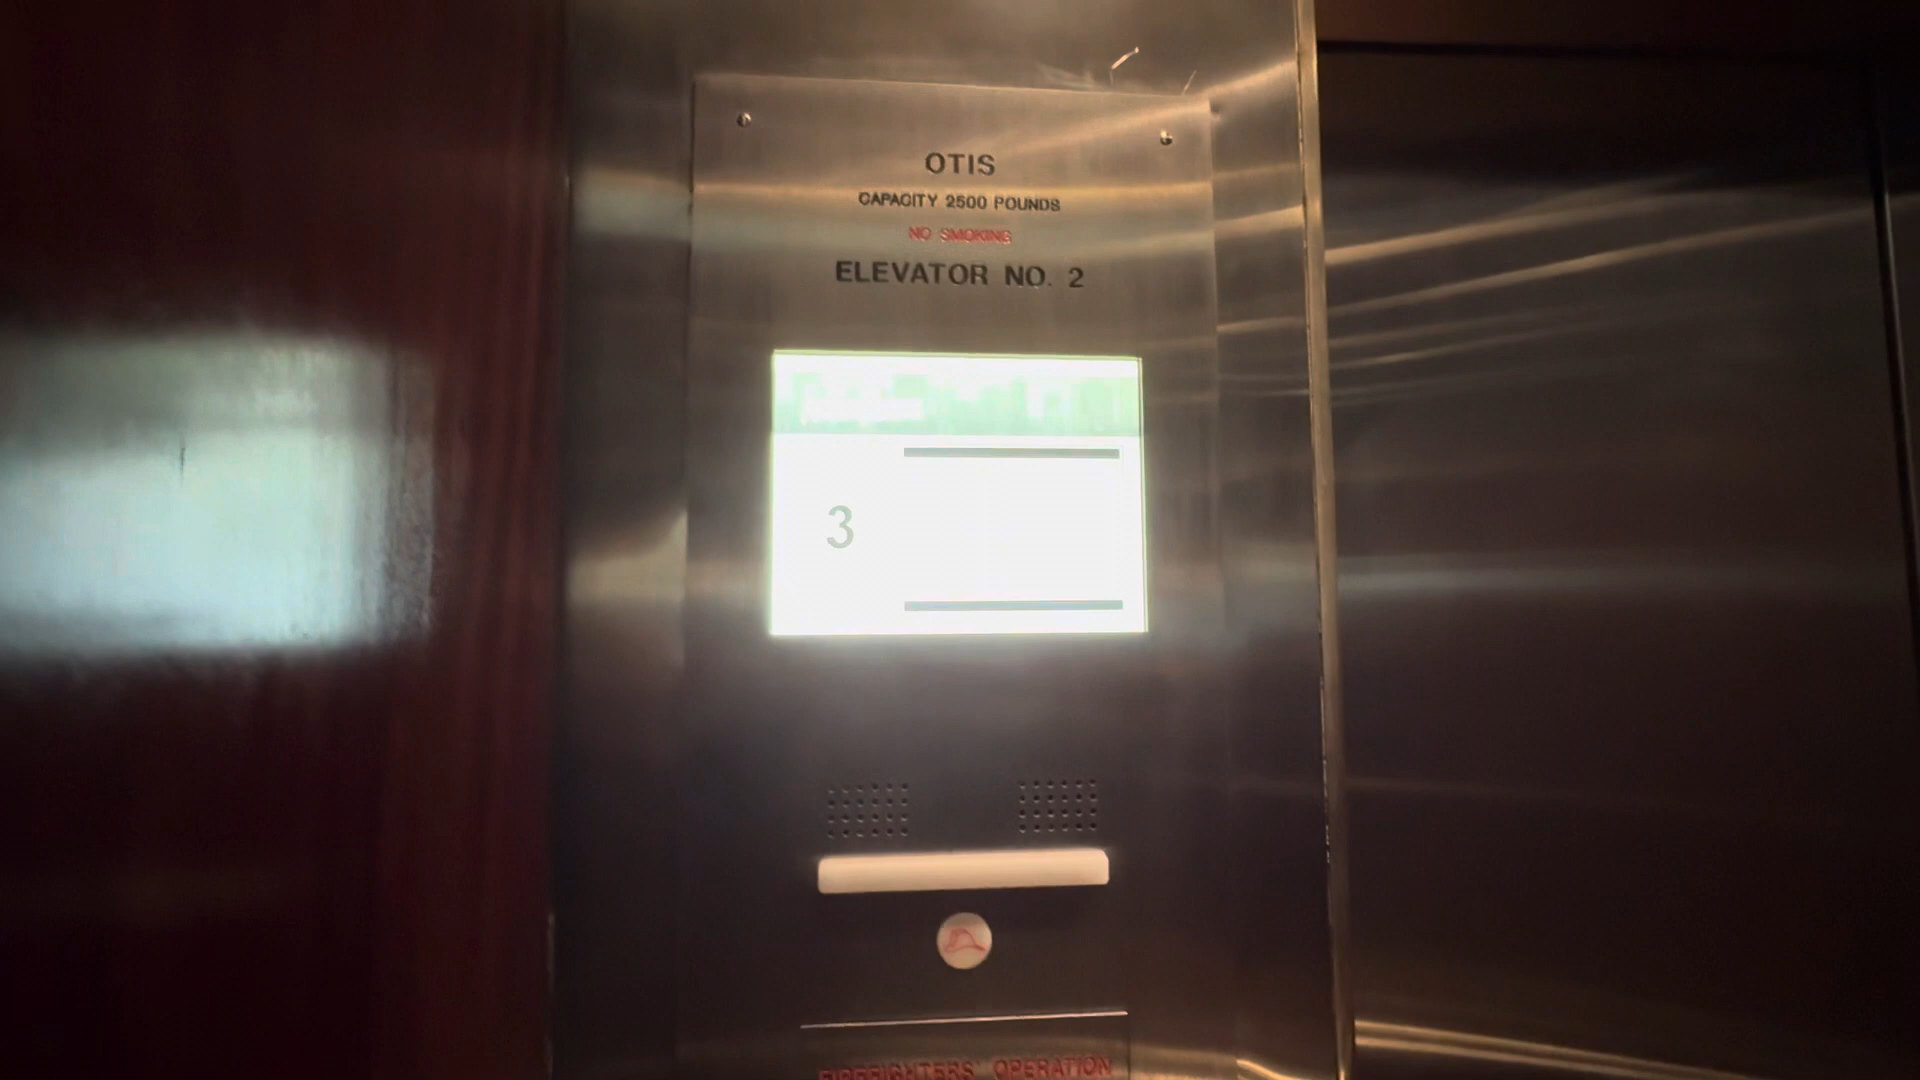 OTIS
CAPACITY 2500 POUNDS
NO SMOKING
ELEVATOR NO. 2
3
FIREFIGHTERS' OPERATION